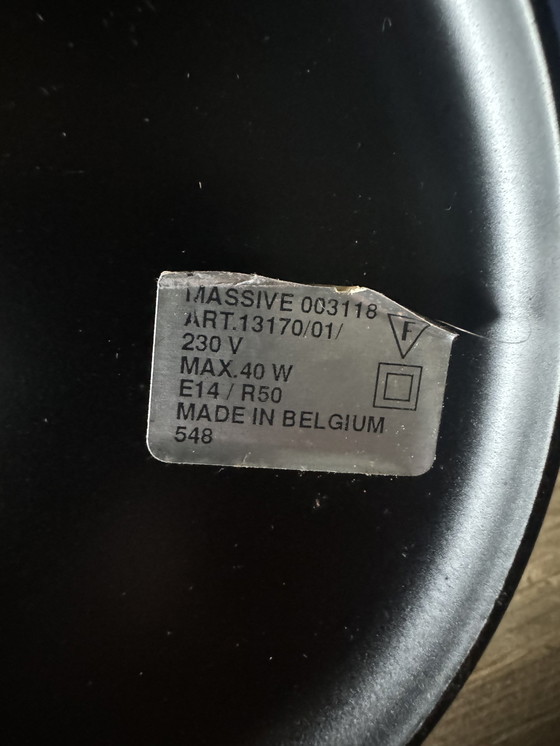 MASSIVE 003118
ART.13170/01/
F
230 V
MAX.40 W
E14 / R50
MADE IN BELGIUM
548